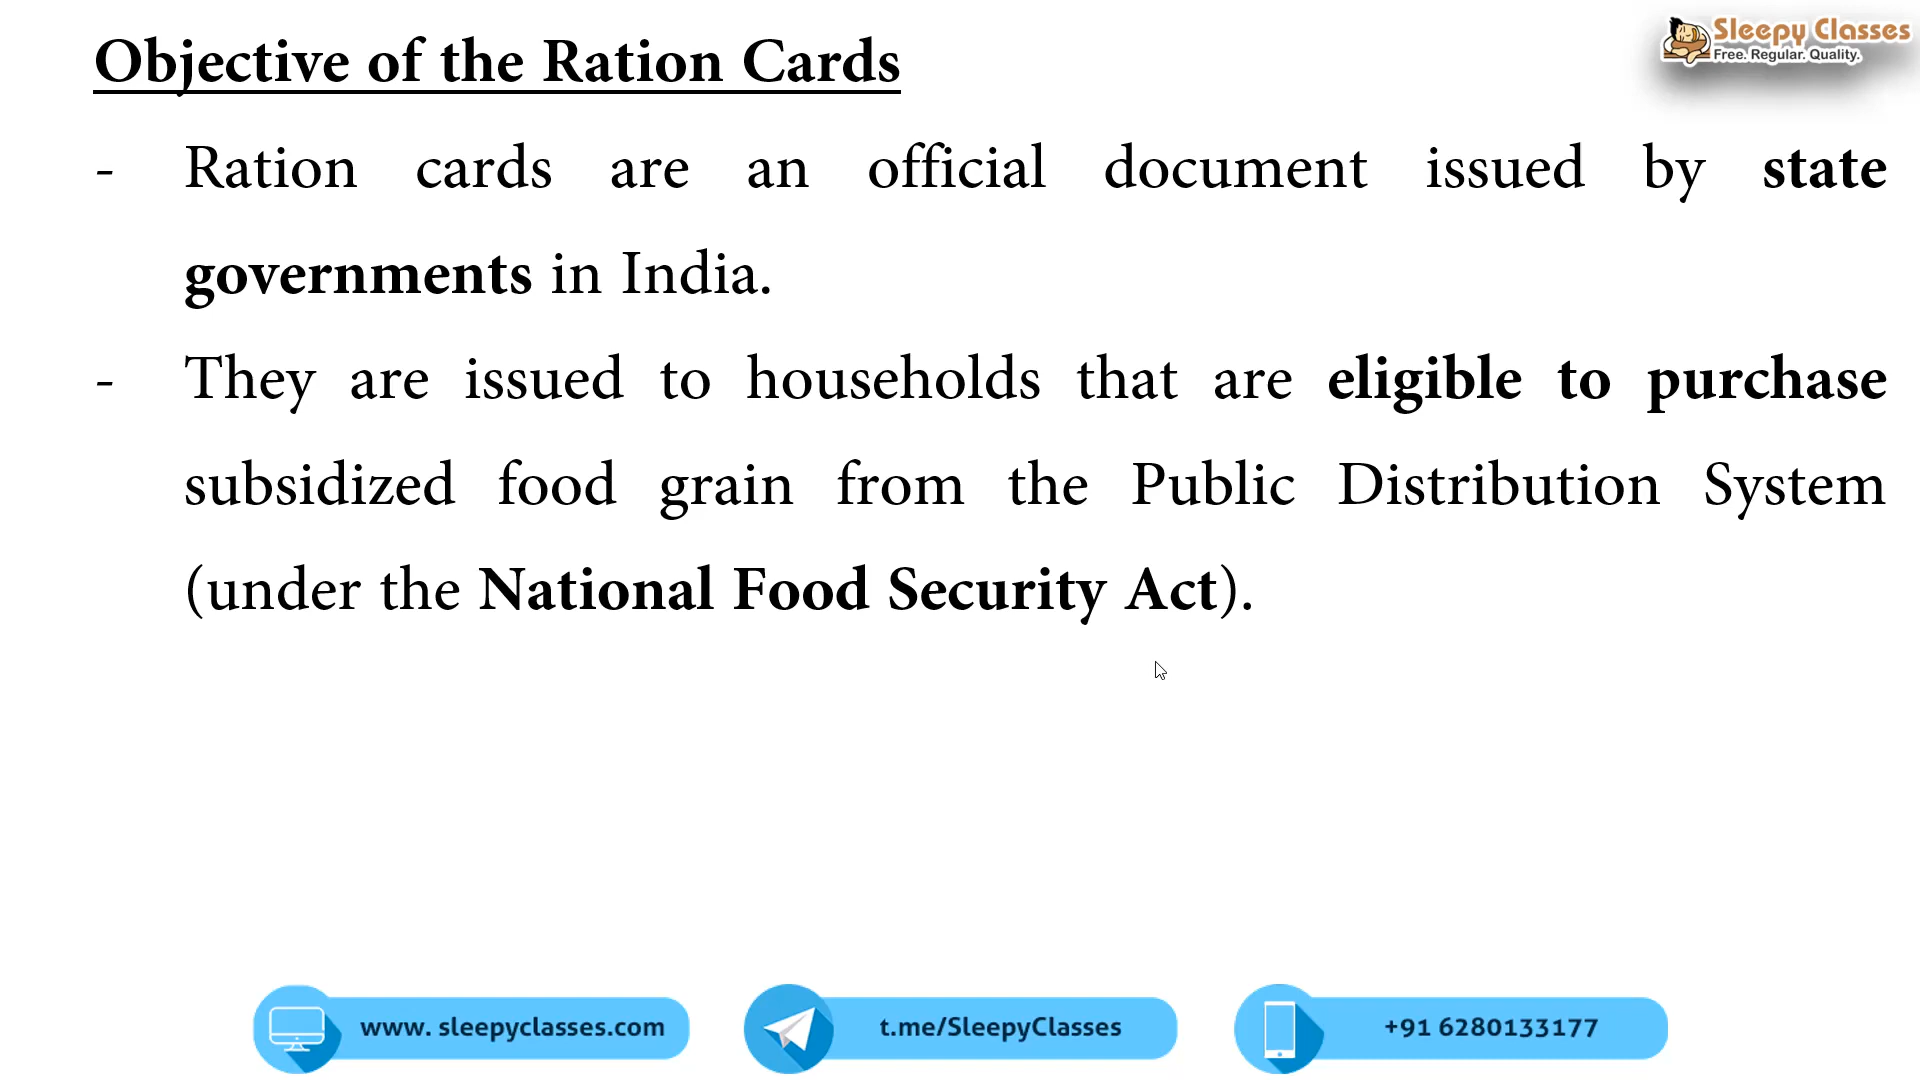 Objective of the Ration Cards
Sleepy Classes
Free. Regular. Quality.
- Ration cards are an official document issued by state
governments in India.
- They are issued to households that are eligible to purchase
subsidized food grain from the Public Distribution System
(under the National Food Security Act).
www. sleepyclasses.com
t.me/SleepyClasses
+91 6280133177